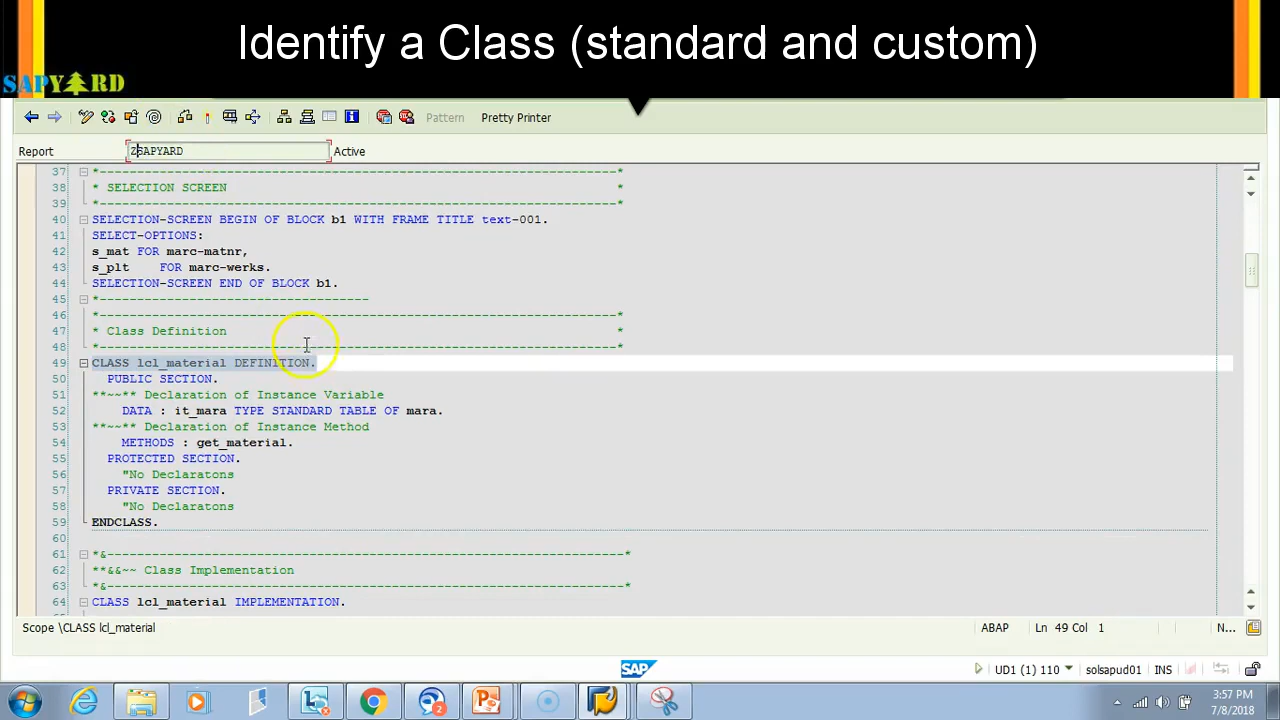 Identify a Class (standard and custom)
SAPYARD
Pattern Pretty Printer
Report ZSAPYARD Active
37 *---------------------------------------------------------------------*
38 * SELECTION SCREEN *
39 *---------------------------------------------------------------------*
40 SELECTION-SCREEN BEGIN OF BLOCK b1 WITH FRAME TITLE text-001.
41 SELECT-OPTIONS:
42 s_mat FOR marc-matnr,
43 s_plt FOR marc-werks.
44 SELECTION-SCREEN END OF BLOCK b1.
45 *------------------------------------
46 *---------------------------------------------------------------------*
47 * Class Definition *
48 *---------------------------------------------------------------------*
49 CLASS lcl_material DEFINITION.
50 PUBLIC SECTION.
51 **~~** Declaration of Instance Variable
52 DATA : it_mara TYPE STANDARD TABLE OF mara.
53 **~~** Declaration of Instance Method
54 METHODS : get_material.
55 PROTECTED SECTION.
56 "No Declaratons
57 PRIVATE SECTION.
58 "No Declaratons
59 ENDCLASS.
60
61 *&---------------------------------------------------------------------*
62 **&&~~ Class Implementation
63 *&---------------------------------------------------------------------*
64 CLASS lcl_material IMPLEMENTATION.
Scope \CLASS lcl_material ABAP Ln 49 Col 1 N...
SAP UD1 (1) 110 solsapud01 INS
2
3:57 PM
7/8/2018